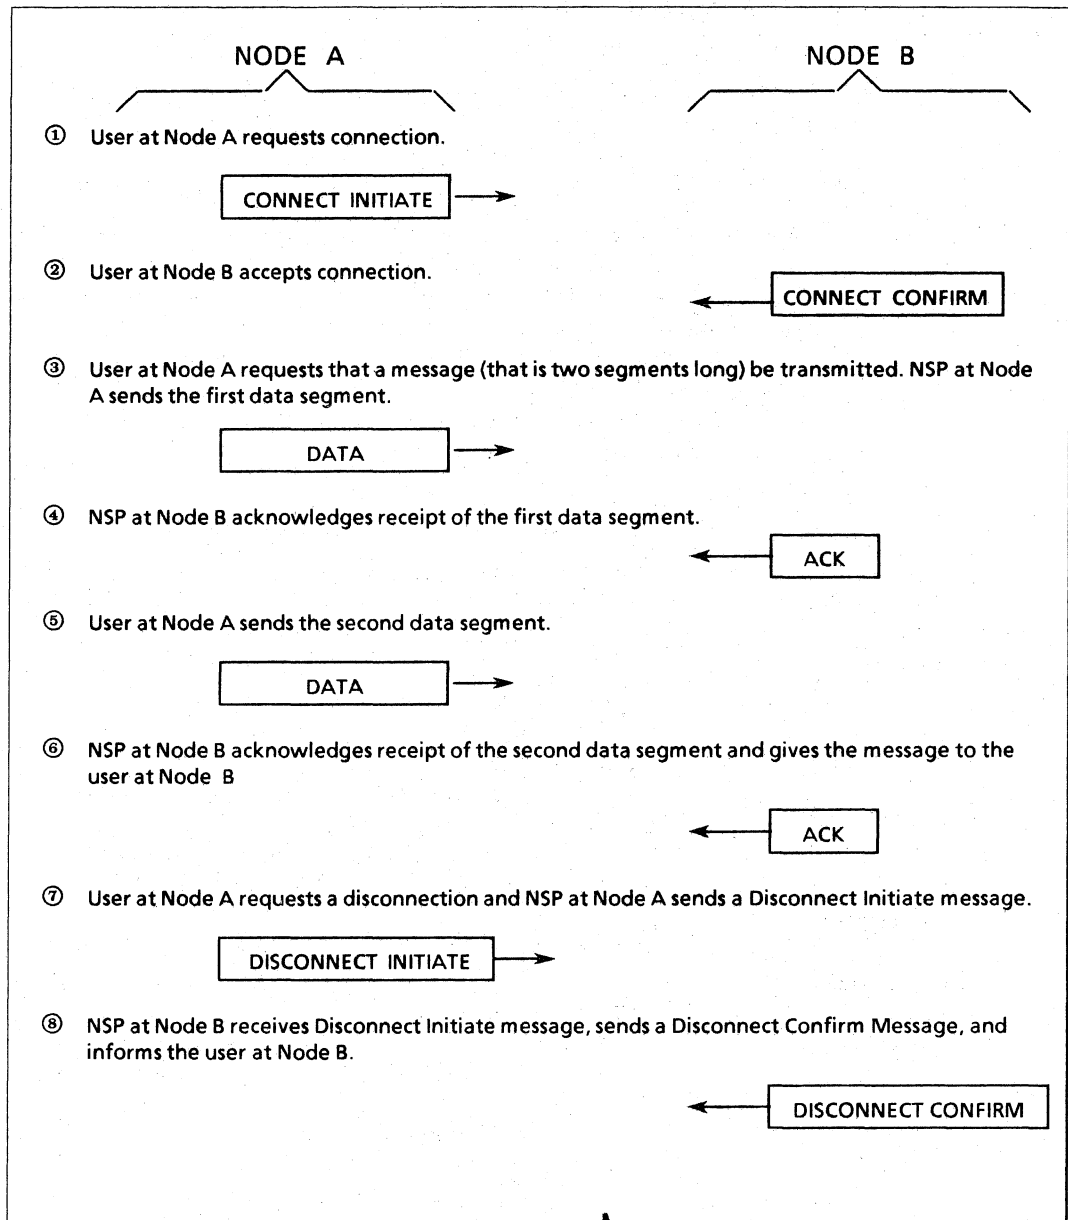 NODE A NODE B
① User at Node A requests connection.
CONNECT INITIATE
② User at Node B accepts connection.
CONNECT CONFIRM
③ User at Node A requests that a message (that is two segments long) be transmitted. NSP at Node
A sends the first data segment.
DATA
④ NSP at Node B acknowledges receipt of the first data segment.
ACK
⑤ User at Node A sends the second data segment.
DATA
⑥ NSP at Node B acknowledges receipt of the second data segment and gives the message to the
user at Node B
ACK
⑦ User at Node A requests a disconnection and NSP at Node A sends a Disconnect Initiate message.
DISCONNECT INITIATE
⑧ NSP at Node B receives Disconnect Initiate message, sends a Disconnect Confirm Message, and
informs the user at Node B.
DISCONNECT CONFIRM